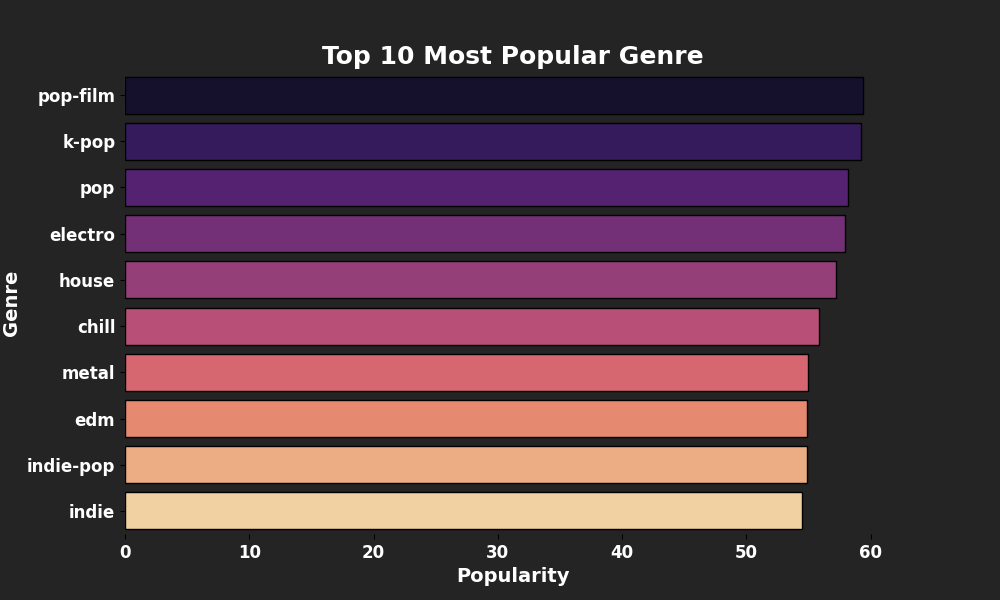 Top 10 Most Popular Genre
pop-film
k-pop
pop
electro
house
chill
metal
edm
indie-pop
indie
Genre
0 10 20 30 40 50 60
Popularity